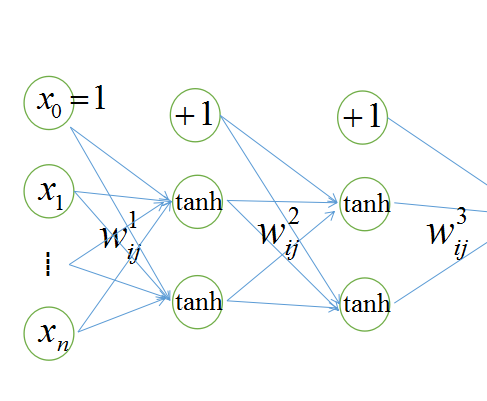 x₀ = 1 +1 +1
x₁ tanh tanh
w¹ᵢⱼ w²ᵢⱼ w³ᵢⱼ
⁞
tanh tanh
xₙ